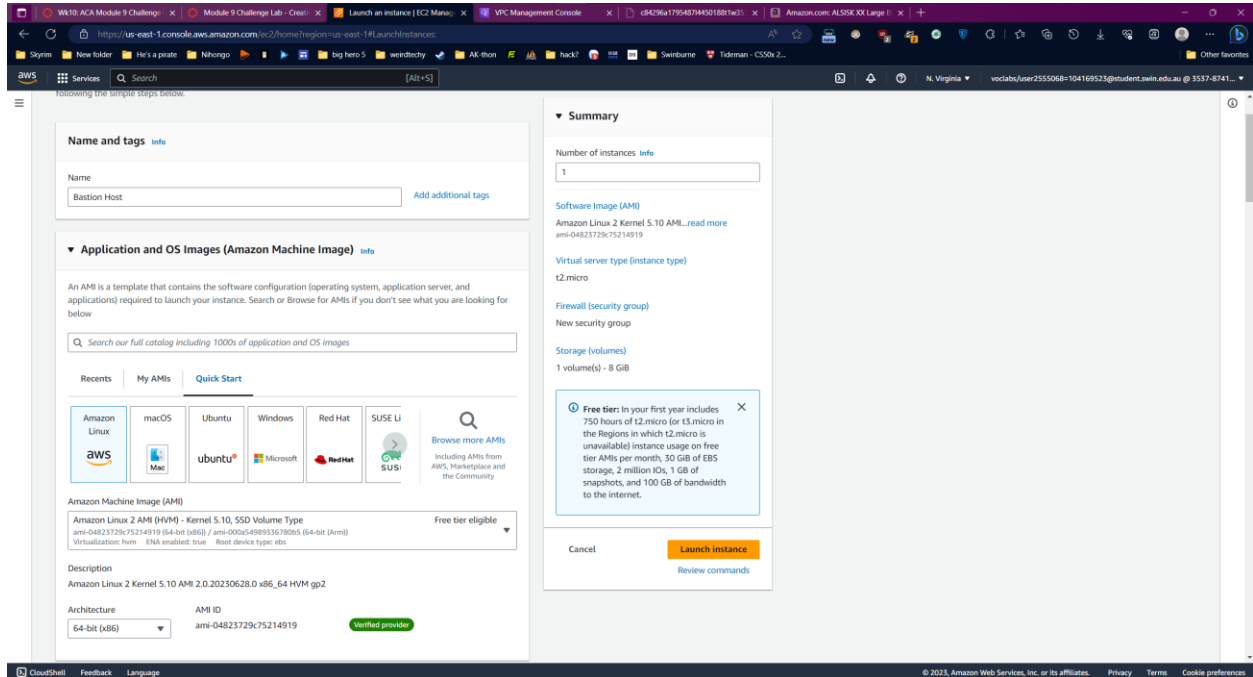 Wk10: ACA Module 9 Challenge
Module 9 Challenge Lab - Creati
Launch an instance | EC2 Manag
VPC Management Console
Amazon.com: ALSISK XX Large B
https://us-east-1.console.aws.amazon.com/ec2/home?region=us-east-1#LaunchInstances:
Skyrim
New folder
He's a pirate
Nihongo
big hero 5
weirdtechy
AK-thon
hack?
Swinburne
Tideman - CS50x 2...
Other favorites
aws
Services
Search
[Alt+S]
N. Virginia
voclabs/user2555068=104169523@student.swin.edu.au @ 3537-8741...
following the simple steps below.
Name and tags Info
Name
Bastion Host
Add additional tags
Application and OS Images (Amazon Machine Image) Info
An AMI is a template that contains the software configuration (operating system, application server, and
applications) required to launch your instance. Search or Browse for AMIs if you don't see what you are looking for
below
Search our full catalog including 1000s of application and OS images
Recents
My AMIs
Quick Start
Amazon
Linux
aws
macOS
Mac
Ubuntu
ubuntu
Windows
Microsoft
Red Hat
RedHat
SUSE Li
SUS
Browse more AMIs
Including AMIs from
AWS, Marketplace and
the Community
Amazon Machine Image (AMI)
Amazon Linux 2 AMI (HVM) - Kernel 5.10, SSD Volume Type
Free tier eligible
ami-04823729c75214919 (64-bit (x86)) / ami-000a54989336780b5 (64-bit (Arm))
Virtualization: hvm ENA enabled: true Root device type: ebs
Description
Amazon Linux 2 Kernel 5.10 AMI 2.0.20230628.0 x86_64 HVM gp2
Architecture
AMI ID
64-bit (x86)
ami-04823729c75214919
Verified provider
Summary
Number of instances Info
1
Software Image (AMI)
Amazon Linux 2 Kernel 5.10 AMI...read more
ami-04823729c75214919
Virtual server type (instance type)
t2.micro
Firewall (security group)
New security group
Storage (volumes)
1 volume(s) - 8 GiB
Free tier: In your first year includes
750 hours of t2.micro (or t3.micro in
the Regions in which t2.micro is
unavailable) instance usage on free
tier AMIs per month, 30 GiB of EBS
storage, 2 million IOs, 1 GB of
snapshots, and 100 GB of bandwidth
to the internet.
Cancel
Launch instance
Review commands
CloudShell
Feedback
Language
© 2023, Amazon Web Services, Inc. or its affiliates.
Privacy
Terms
Cookie preferences